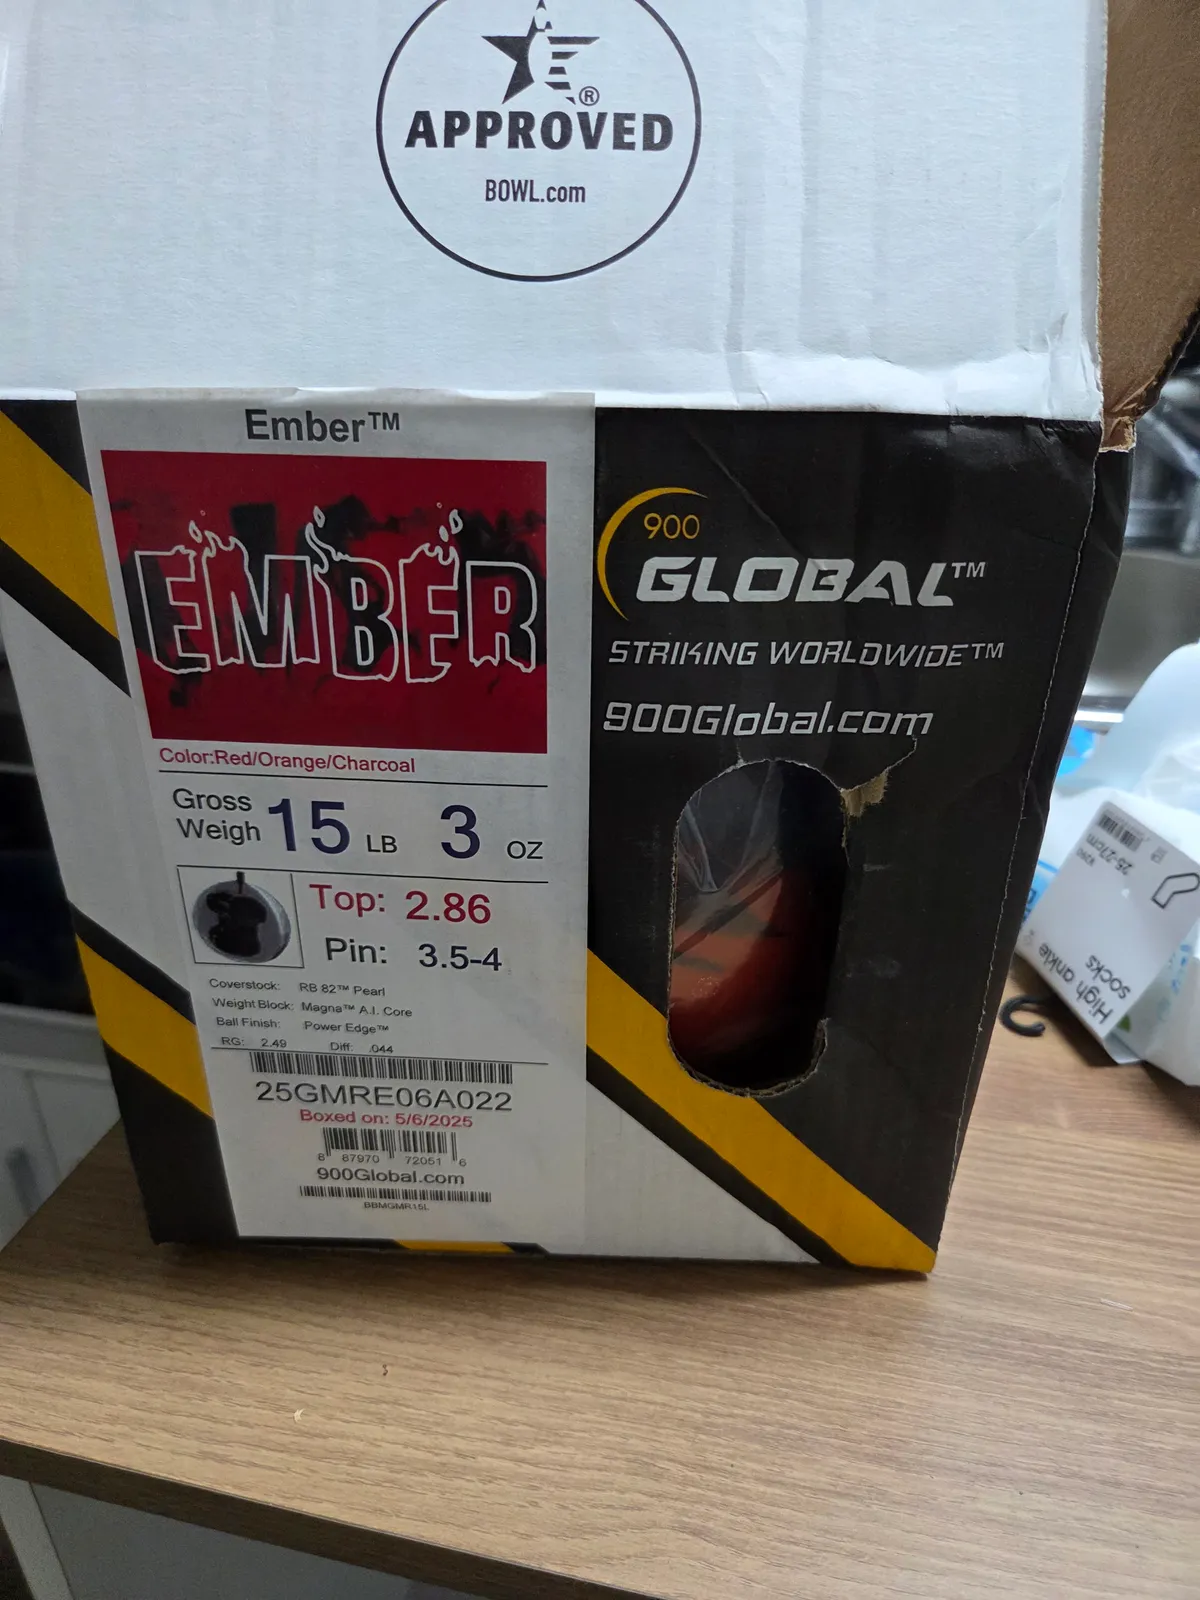 ®
APPROVED
BOWL.com
Ember™
EMBER
Color:Red/Orange/Charcoal
Gross Weigh 15 LB 3 OZ
Top: 2.86
Pin: 3.5-4
Coverstock: RB 82™ Pearl
Weight Block: Magna™ A.I. Core
Ball Finish: Power Edge™
RG: 2.49 Diff: .044
25GMRE06A022
Boxed on: 5/6/2025
8 87970 72051 6
900Global.com
BBMGMR15L
900
GLOBAL™
STRIKING WORLDWIDE™
900Global.com
25-27cm
High ankle
socks